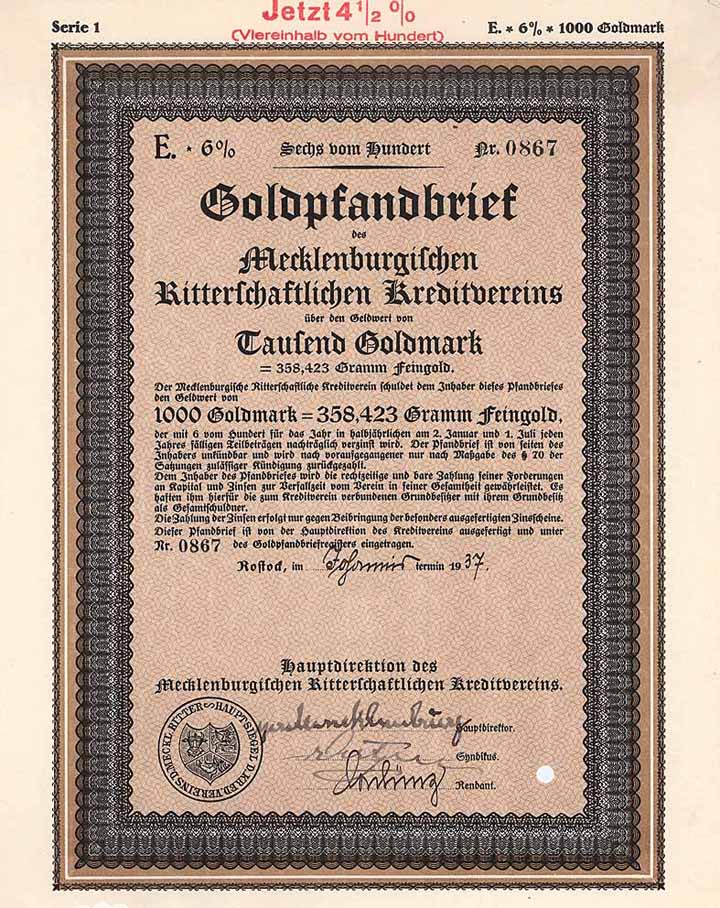 Jetzt 4 1/2 %
(Viereinhalb vom Hundert)
Serie 1
E. * 6% * 1000 Goldmark
E. * 6% Sechs vom Hundert Nr. 0867
Goldpfandbrief
des
Mecklenburgischen
Ritterschaftlichen Kreditvereins
über den Geldwert von
Tausend Goldmark
= 358,423 Gramm Feingold.
Der Mecklenburgische Ritterschaftliche Kreditverein schuldet dem Inhaber dieses Pfandbriefes
den Geldwert von
1000 Goldmark = 358,423 Gramm Feingold,
der mit 6 vom Hundert für das Jahr in halbjährlichen am 2. Januar und 1. Juli jeden
Jahres fälligen Teilbeträgen nachträglich verzinst wird. Der Pfandbrief ist von seiten des
Inhabers unkündbar und wird nach voraufgegangener nur nach Maßgabe des § 70 der
Satzungen zulässiger Kündigung zurückgezahlt.
Dem Inhaber des Pfandbriefes wird die rechtzeitige und bare Zahlung seiner Forderungen
an Kapital und Zinsen zur Verfallzeit vom Verein in seiner Gesamtheit gewährleistet. Es
haften ihm hierfür die zum Kreditverein verbundenen Grundbesitzer mit ihrem Grundbesitz
als Gesamtschuldner.
Die Zahlung der Zinsen erfolgt nur gegen Beibringung der besonders ausgefertigten Zinsscheine.
Dieser Pfandbrief ist von der Hauptdirektion des Kreditvereins ausgefertigt und unter
Nr. 0867 des Goldpfandbriefregisters eingetragen.
Rostock, im Johannis termin 1937.
Hauptdirektion des
Mecklenburgischen Ritterschaftlichen Kreditvereins.
Hauptdirektor.
Syndikus.
Rendant.
HAUPTSIEGEL D. KRED. VEREINS D. MECKL. RITTER